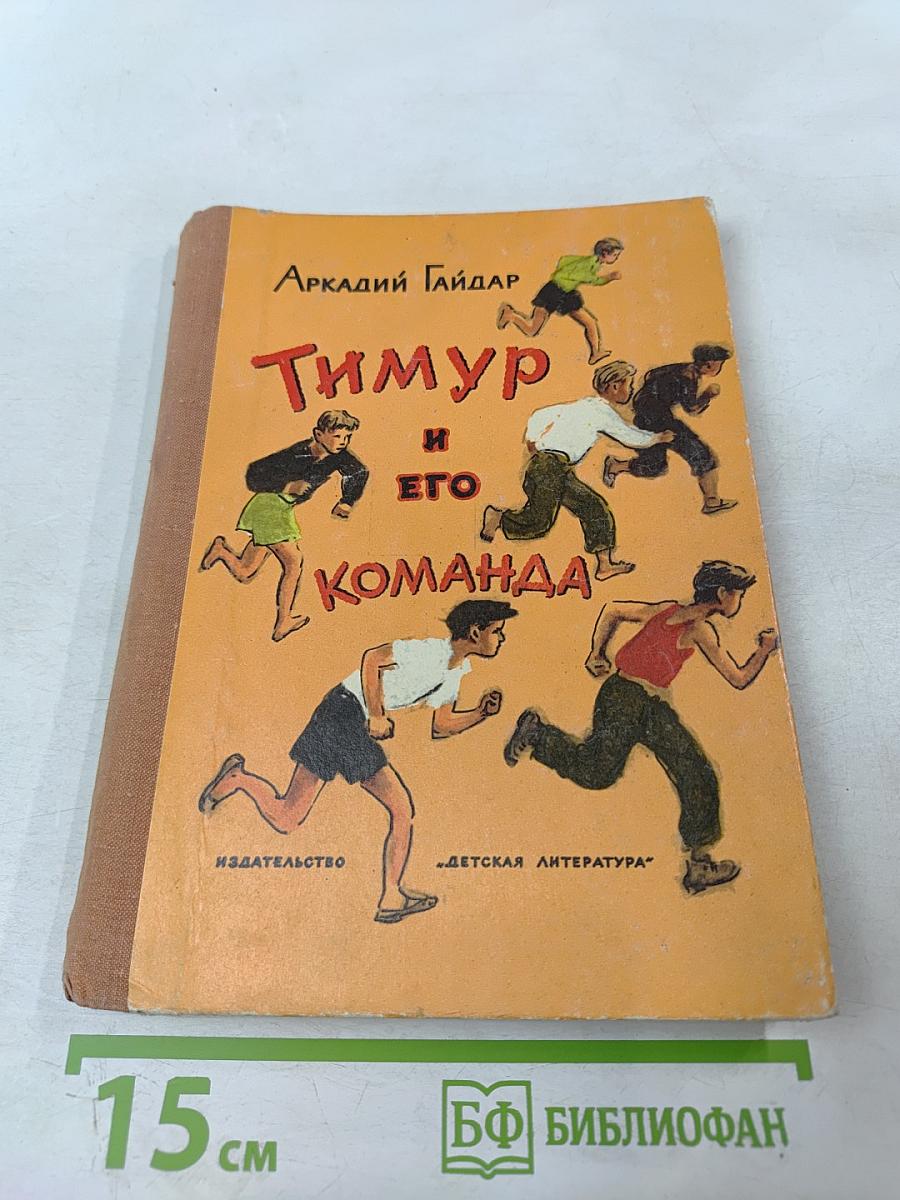 Аркадий Гайдар
Тимур
и
его
команда
Издательство „Детская литература“
15 см
БФ БИБЛИОФАН